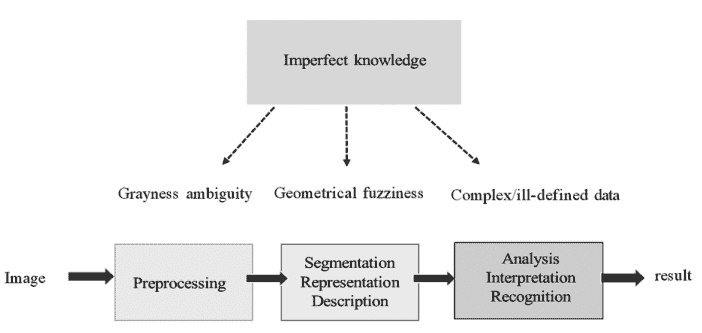 Imperfect knowledge
Grayness ambiguity
Geometrical fuzziness
Complex/ill-defined data
Image
Preprocessing
Segmentation
Representation
Description
Analysis
Interpretation
Recognition
result